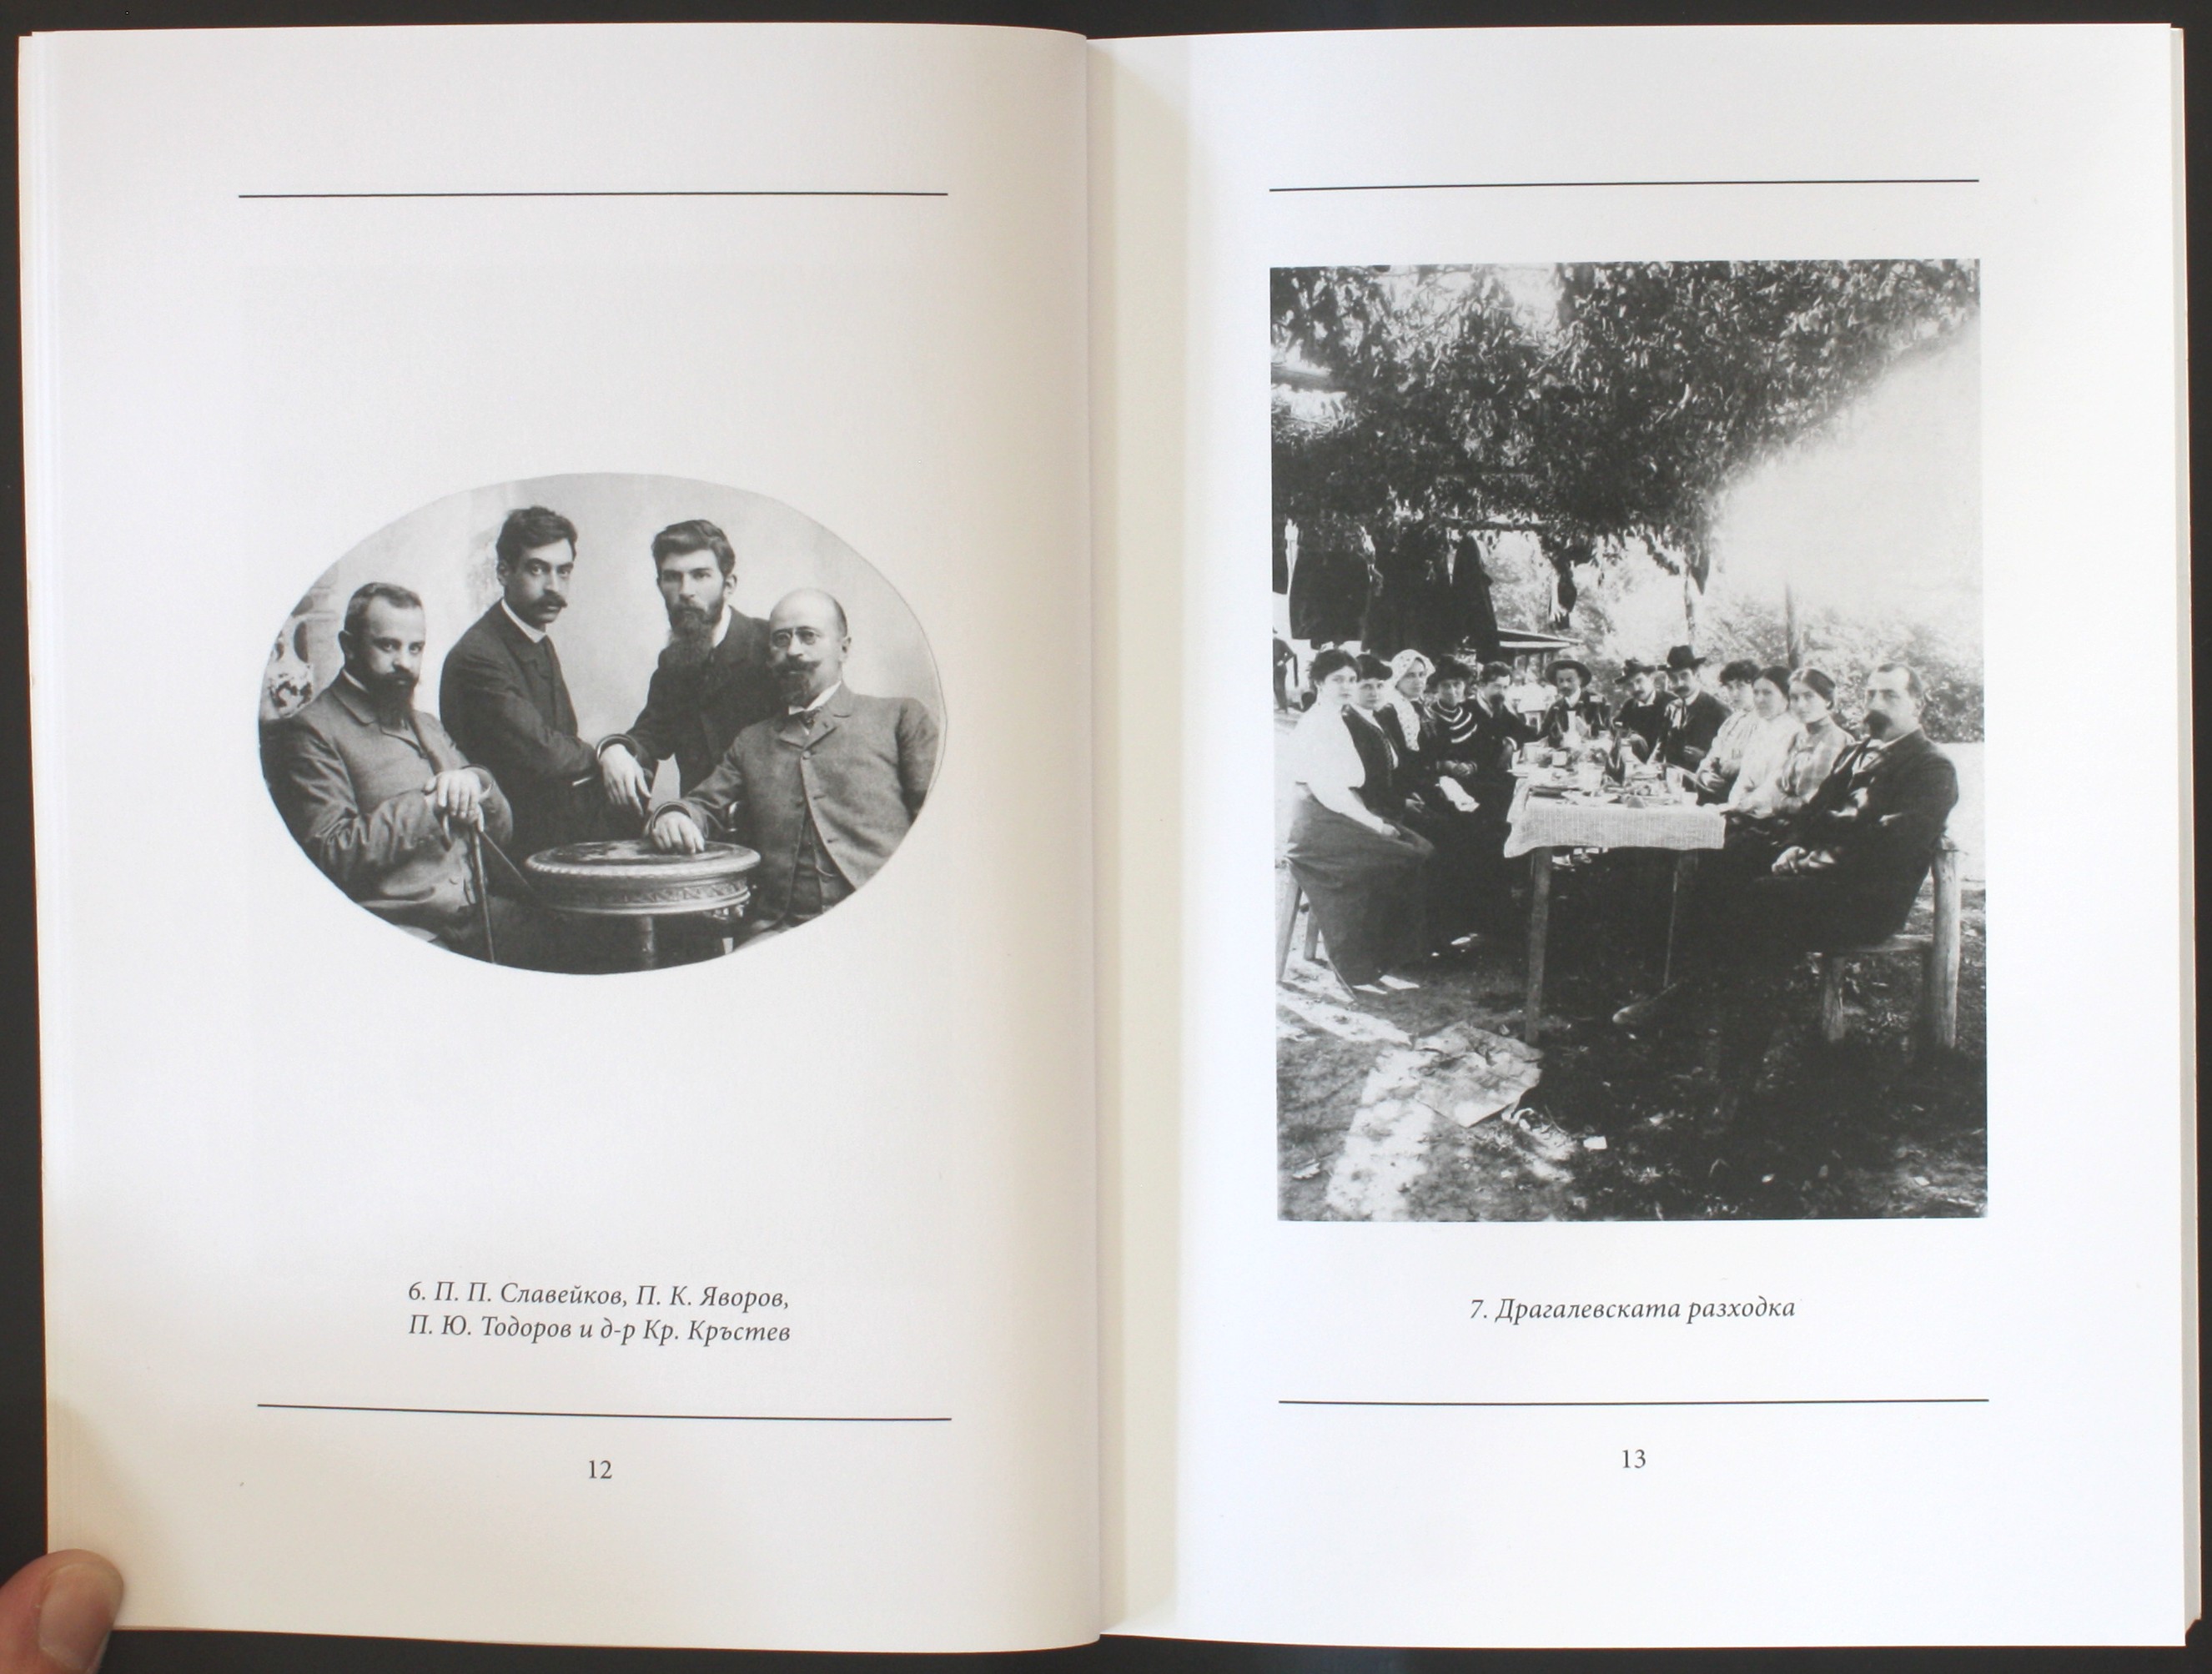 6. П. П. Славейков, П. К. Яворов,
П. Ю. Тодоров и д-р Кр. Кръстев
12
7. Драгалевската разходка
13